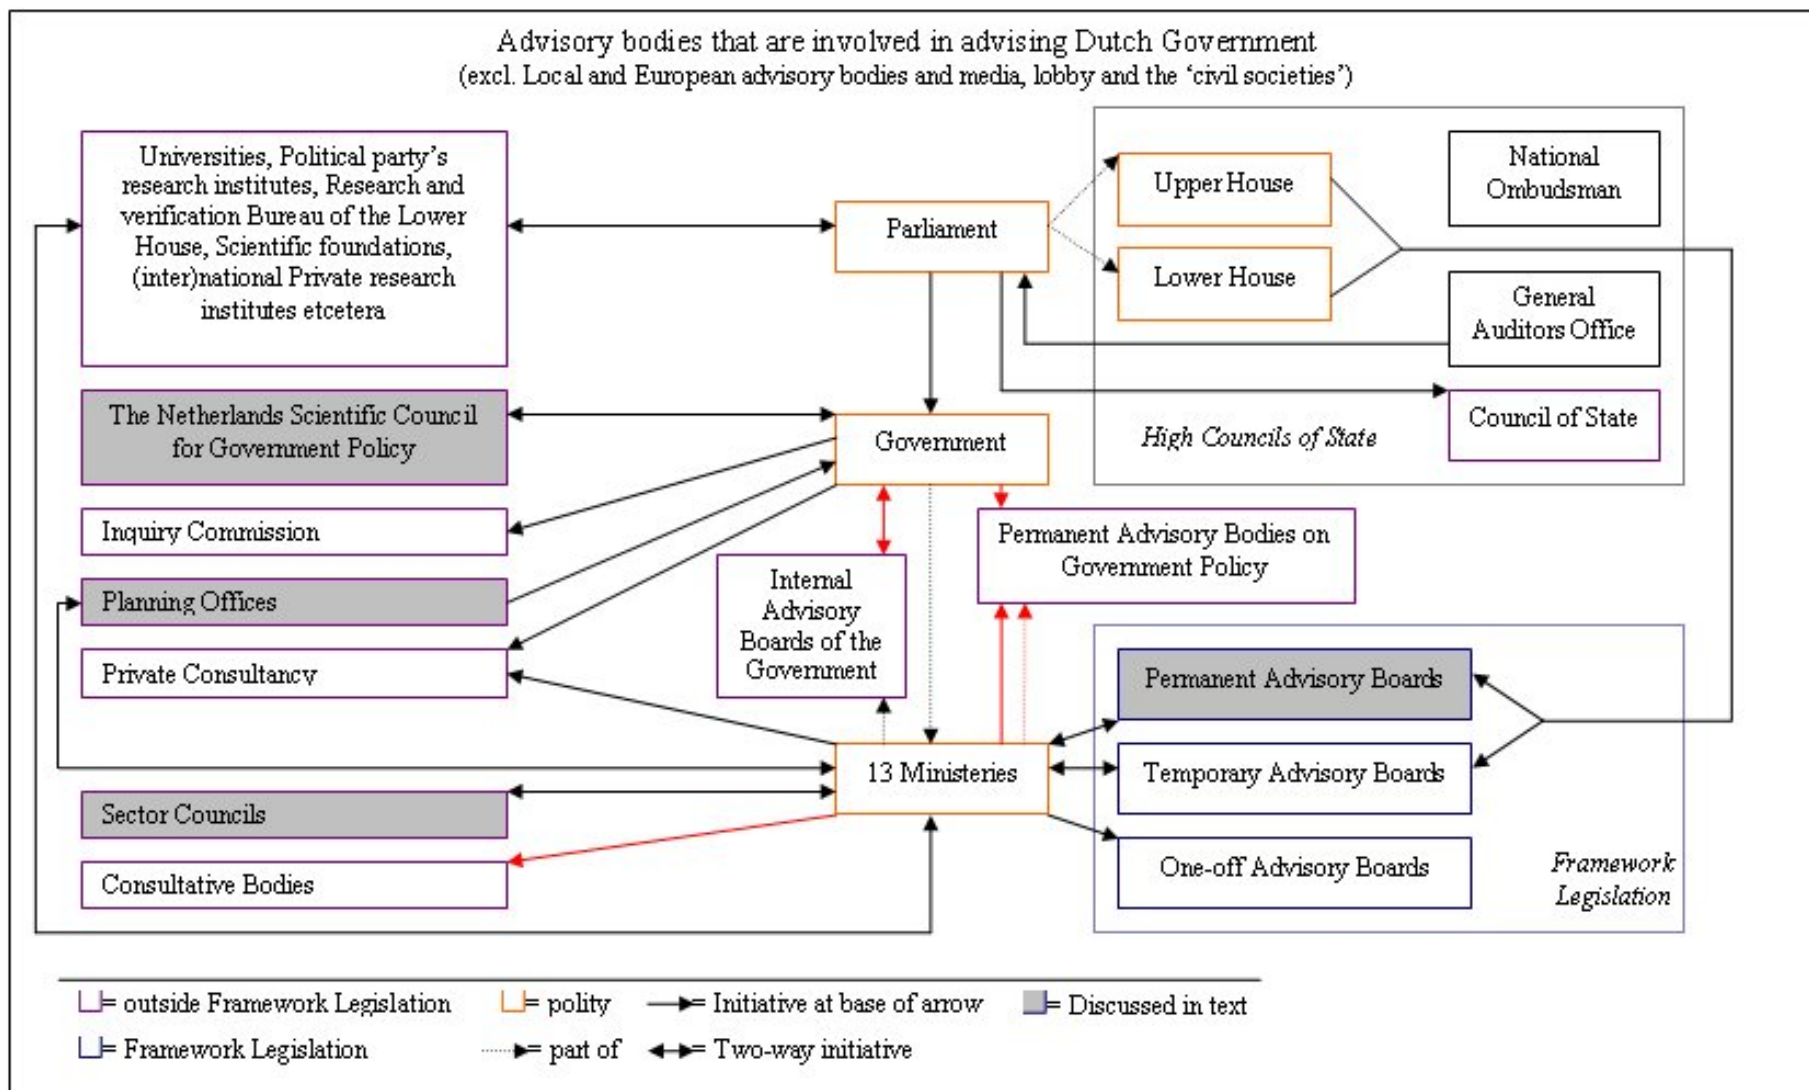 Advisory bodies that are involved in advising Dutch Government
(excl. Local and European advisory bodies and media, lobby and the ‘civil societies’)
Universities, Political party’s
research institutes, Research and
verification Bureau of the Lower
House, Scientific foundations,
(inter)national Private research
institutes etcetera
Parliament
Upper House
Lower House
National
Ombudsman
General
Auditors Office
Council of State
High Councils of State
The Netherlands Scientific Council
for Government Policy
Government
Inquiry Commission
Planning Offices
Private Consultancy
Internal
Advisory
Boards of the
Government
Permanent Advisory Bodies on
Government Policy
Permanent Advisory Boards
Temporary Advisory Boards
One-off Advisory Boards
Framework
Legislation
13 Ministeries
Sector Councils
Consultative Bodies
= outside Framework Legislation
= polity
= Initiative at base of arrow
= Discussed in text
= Framework Legislation
= part of
= Two-way initiative